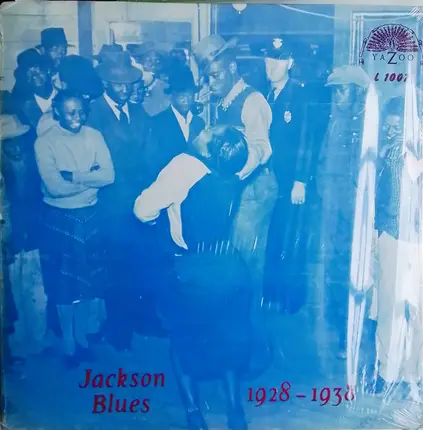 YAZOO
L 1007
Jackson
Blues
1928 – 1938